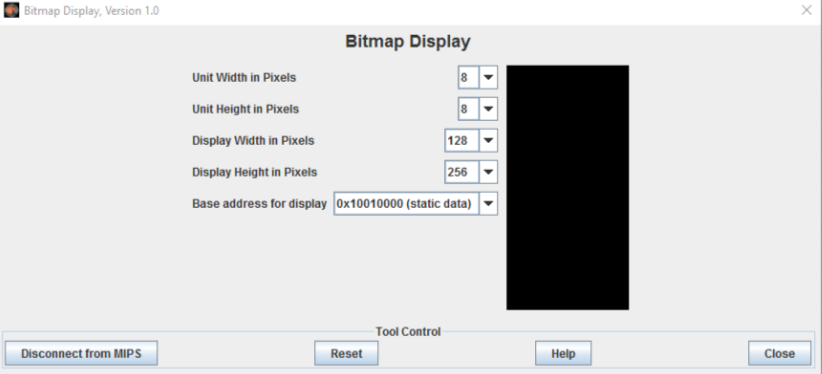 Bitmap Display, Version 1.0
Bitmap Display
Unit Width in Pixels 8
Unit Height in Pixels 8
Display Width in Pixels 128
Display Height in Pixels 256
Base address for display 0x10010000 (static data)
Tool Control
Disconnect from MIPS Reset Help Close